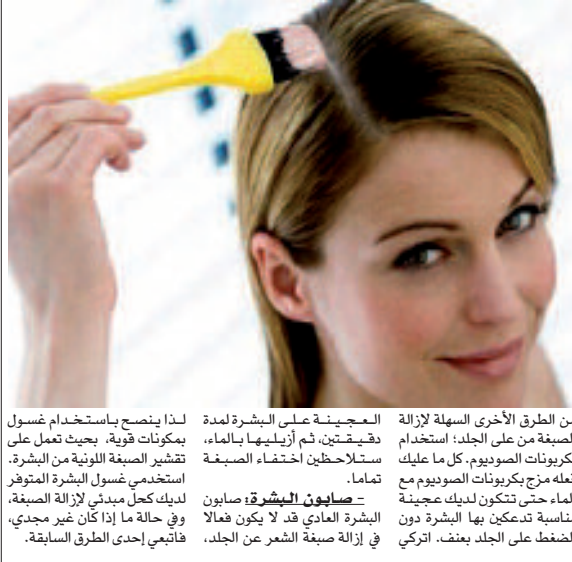 من الطرق الأخرى السهلة لإزالة
الصبغة من على الجلد؛ استخدام
بكربونات الصوديوم. كل ما عليك
فعله مزج بكربونات الصوديوم مع
الماء حتى تتكون لديك عجينة
مناسبة تدعكين بها البشرة دون
الضغط على الجلد بعنف. اتركي
العجينة على البشرة لمدة
دقيقتين، ثم أزيليها بالماء،
ستلاحظين اختفاء الصبغة
تماما.
- صابون البشرة: صابون
البشرة العادي قد لا يكون فعالا
في إزالة صبغة الشعر عن الجلد،
لذا ينصح باستخدام غسول
بمكونات قوية، بحيث تعمل على
تقشير الصبغة اللونية من البشرة.
استخدمي غسول البشرة المتوفر
لديك كحل مبدئي لإزالة الصبغة،
وفي حالة ما إذا كان غير مجدي،
فاتبعي إحدى الطرق السابقة.